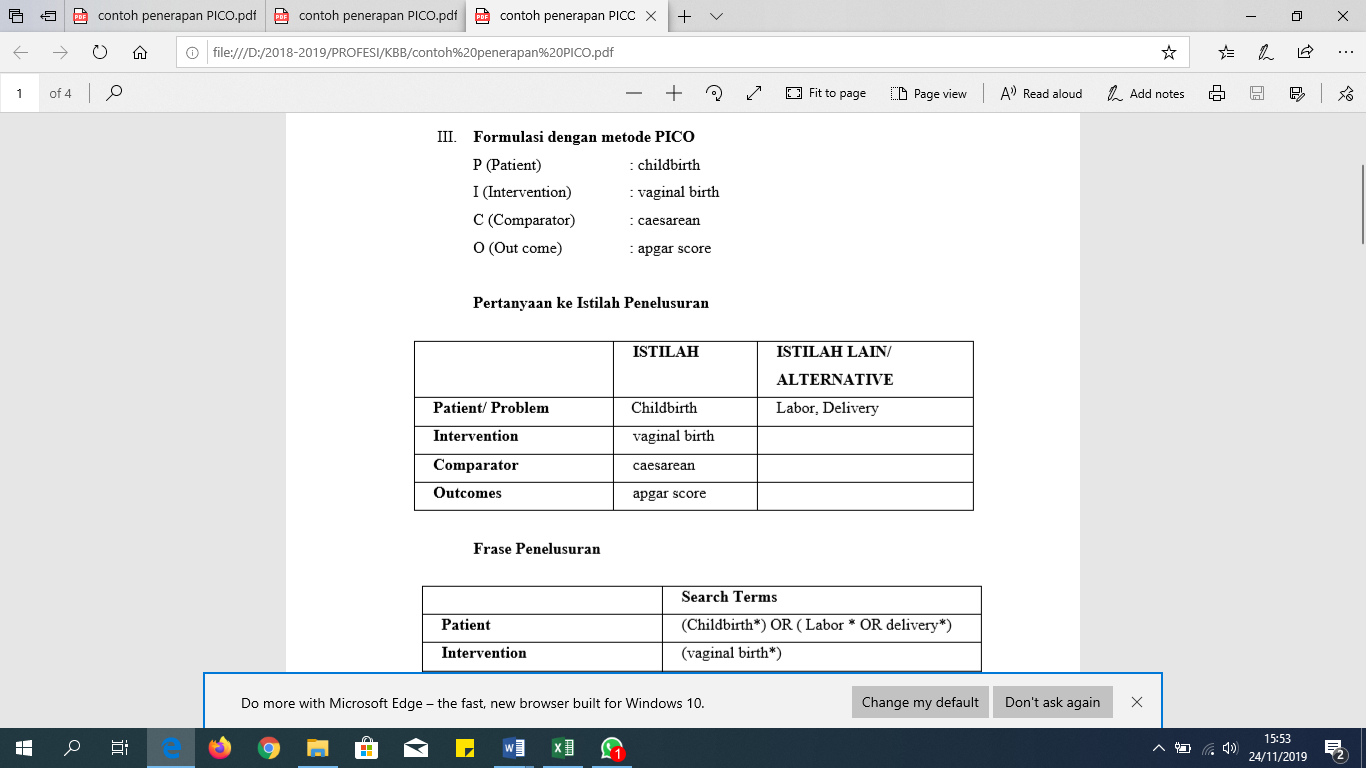 contoh penerapan PICO.pdf contoh penerapan PICO.pdf contoh penerapan PICO
file:///D:/2018-2019/PROFESI/KBB/contoh%20penerapan%20PICO.pdf
1 of 4 Fit to page Page view Read aloud Add notes
III. Formulasi dengan metode PICO
P (Patient) : childbirth
I (Intervention) : vaginal birth
C (Comparator) : caesarean
O (Out come) : apgar score
Pertanyaan ke Istilah Penelusuran
ISTILAH ISTILAH LAIN/
ALTERNATIVE
Patient/ Problem Childbirth Labor, Delivery
Intervention vaginal birth
Comparator caesarean
Outcomes apgar score
Frase Penelusuran
Search Terms
Patient (Childbirth*) OR ( Labor * OR delivery*)
Intervention (vaginal birth*)
Do more with Microsoft Edge – the fast, new browser built for Windows 10. Change my default Don't ask again
15:53
24/11/2019
1
2